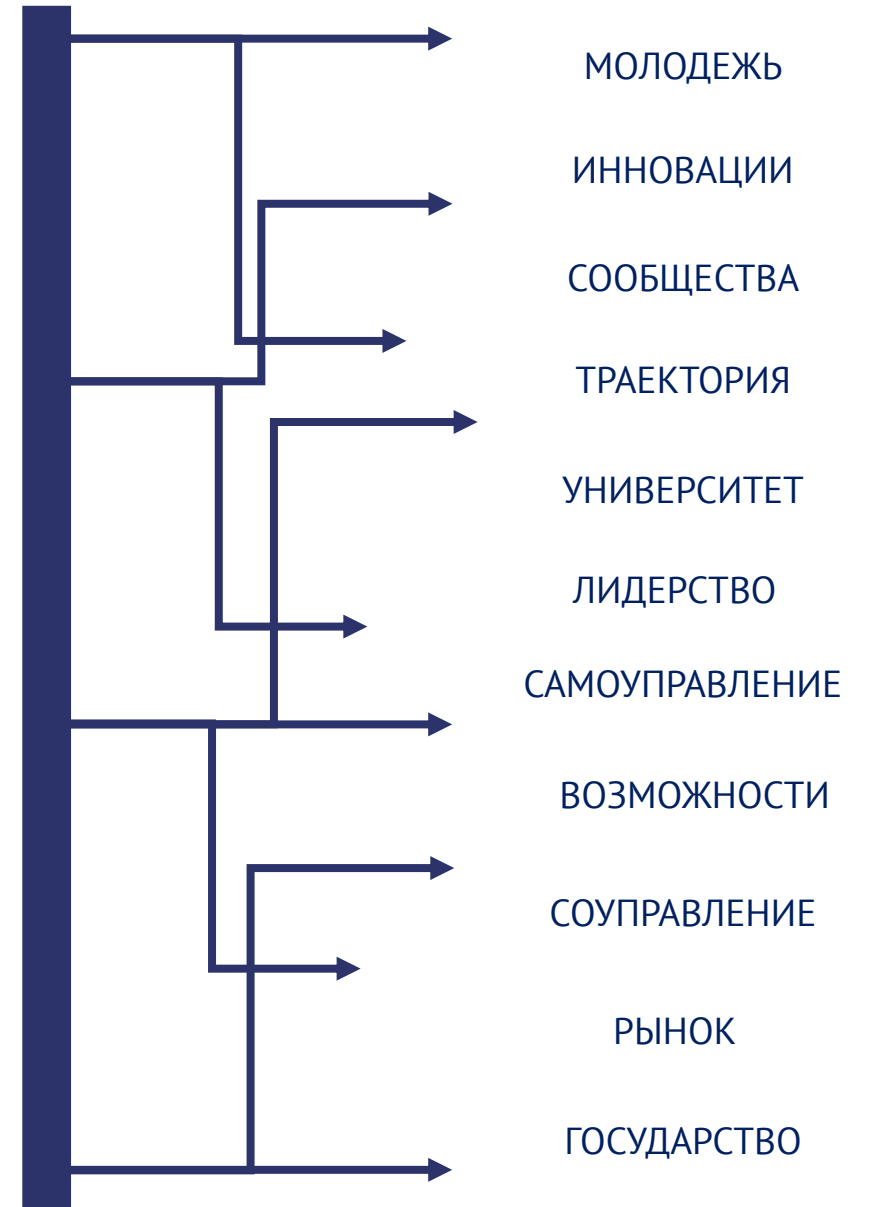 МОЛОДЕЖЬ
ИННОВАЦИИ
СООБЩЕСТВА
ТРАЕКТОРИЯ
УНИВЕРСИТЕТ
ЛИДЕРСТВО
САМОУПРАВЛЕНИЕ
ВОЗМОЖНОСТИ
СОУПРАВЛЕНИЕ
РЫНОК
ГОСУДАРСТВО